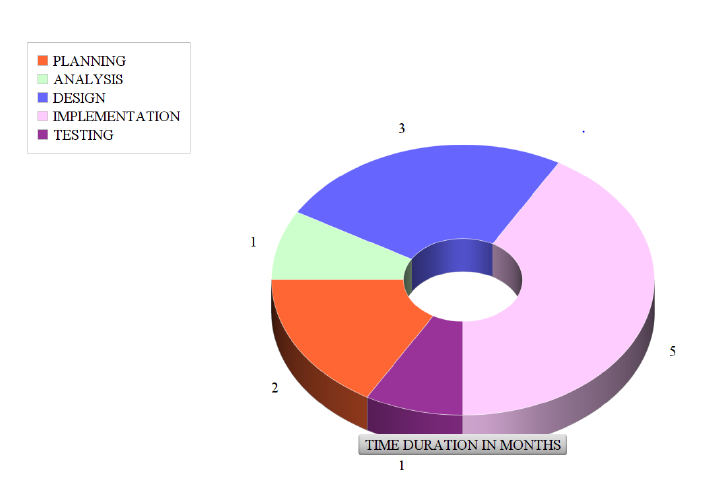 PLANNING
ANALYSIS
DESIGN
IMPLEMENTATION
TESTING
3
.
1
5
2
TIME DURATION IN MONTHS
1